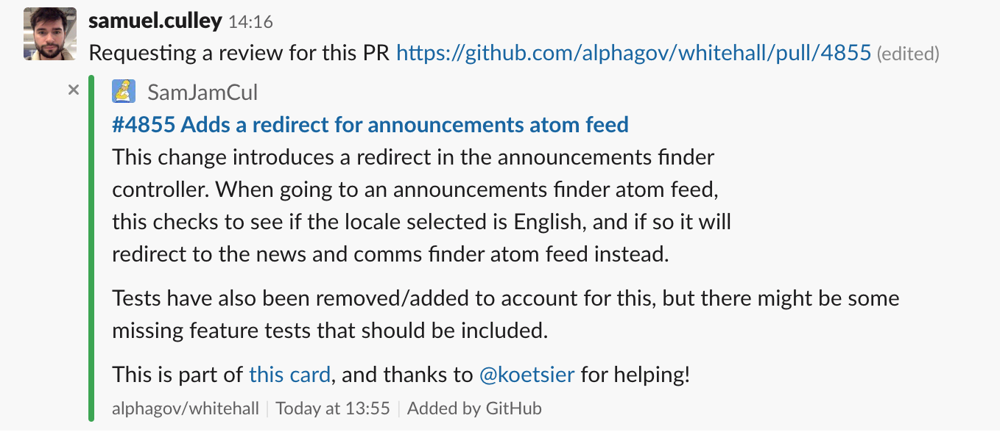 samuel.culley 14:16
Requesting a review for this PR https://github.com/alphagov/whitehall/pull/4855 (edited)
SamJamCul
#4855 Adds a redirect for announcements atom feed
This change introduces a redirect in the announcements finder
controller. When going to an announcements finder atom feed,
this checks to see if the locale selected is English, and if so it will
redirect to the news and comms finder atom feed instead.
Tests have also been removed/added to account for this, but there might be some
missing feature tests that should be included.
This is part of this card, and thanks to @koetsier for helping!
alphagov/whitehall | Today at 13:55 | Added by GitHub